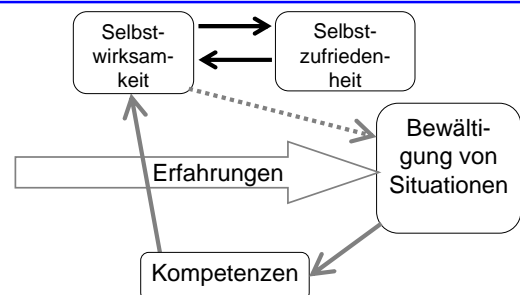 Selbst-
wirksam-
keit
Selbst-
zufrieden-
heit
Bewälti-
gung von
Situationen
Erfahrungen
Kompetenzen